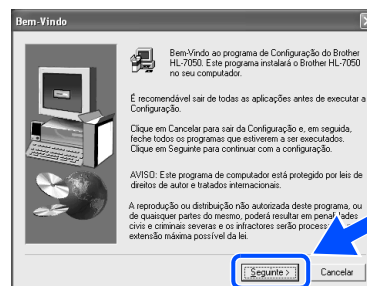 Bem-Vindo
Bem-Vindo ao programa de Configuração do Brother
HL-7050. Este programa instalará o Brother HL-7050
no seu computador.
É recomendável sair de todas as aplicações antes de executar a
Configuração.
Clique em Cancelar para sair da Configuração e, em seguida,
feche todos os programas que estiverem a ser executados.
Clique em Seguinte para continuar com a configuração.
AVISO: Este programa de computador está protegido por leis de
direitos de autor e tratados internacionais.
A reprodução ou distribuição não autorizada deste programa, ou
de quaisquer partes do mesmo, poderá resultar em
civis e criminais severas e os infractores serão
extensão máxima possível da lei.
Seguinte >
Cancelar